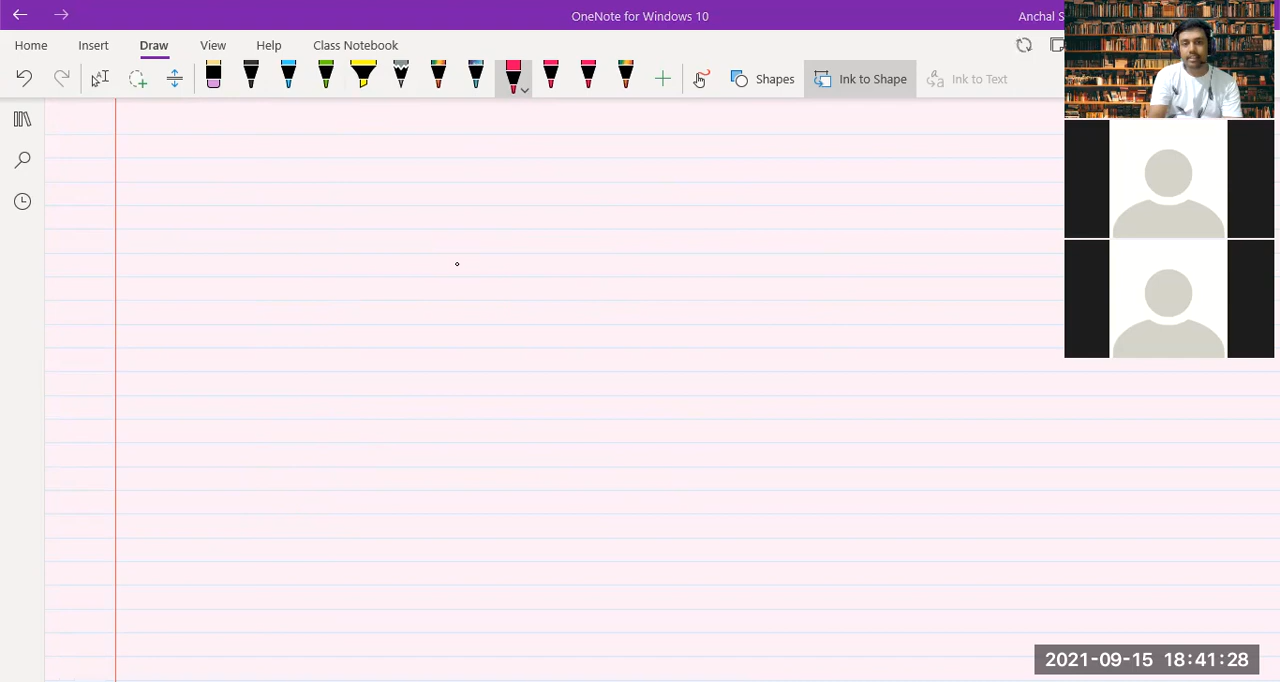 OneNote for Windows 10
Anchal S
Home Insert Draw View Help Class Notebook
Shapes Ink to Shape Ink to Text
2021-09-15 18:41:28